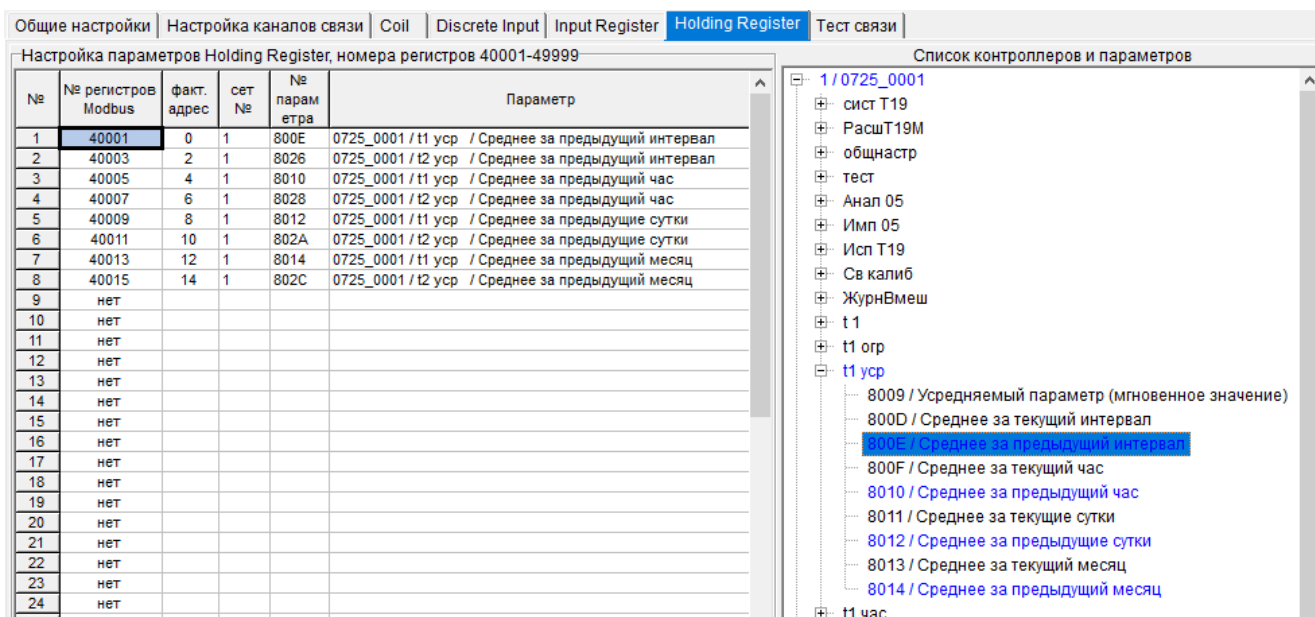 Общие настройки Настройка каналов связи Coil Discrete Input Input Register Holding Register Тест связи
Настройка параметров Holding Register, номера регистров 40001-49999
№ № регистров Modbus факт. адрес сет № № парам етра Параметр
1 40001 0 1 800E 0725_0001 / t1 уср / Среднее за предыдущий интервал
2 40003 2 1 8026 0725_0001 / t2 уср / Среднее за предыдущий интервал
3 40005 4 1 8010 0725_0001 / t1 уср / Среднее за предыдущий час
4 40007 6 1 8028 0725_0001 / t2 уср / Среднее за предыдущий час
5 40009 8 1 8012 0725_0001 / t1 уср / Среднее за предыдущие сутки
6 40011 10 1 802A 0725_0001 / t2 уср / Среднее за предыдущие сутки
7 40013 12 1 8014 0725_0001 / t1 уср / Среднее за предыдущий месяц
8 40015 14 1 802C 0725_0001 / t2 уср / Среднее за предыдущий месяц
9 нет
10 нет
11 нет
12 нет
13 нет
14 нет
15 нет
16 нет
17 нет
18 нет
19 нет
20 нет
21 нет
22 нет
23 нет
24 нет
Список контроллеров и параметров
1 / 0725_0001
сист Т19
РасшТ19М
общнастр
тест
Анал 05
Имп 05
Исп Т19
Св калиб
ЖурнВмеш
t 1
t1 огр
t1 уср
8009 / Усредняемый параметр (мгновенное значение)
800D / Среднее за текущий интервал
800E / Среднее за предыдущий интервал
800F / Среднее за текущий час
8010 / Среднее за предыдущий час
8011 / Среднее за текущие сутки
8012 / Среднее за предыдущие сутки
8013 / Среднее за текущий месяц
8014 / Среднее за предыдущий месяц
t1 час